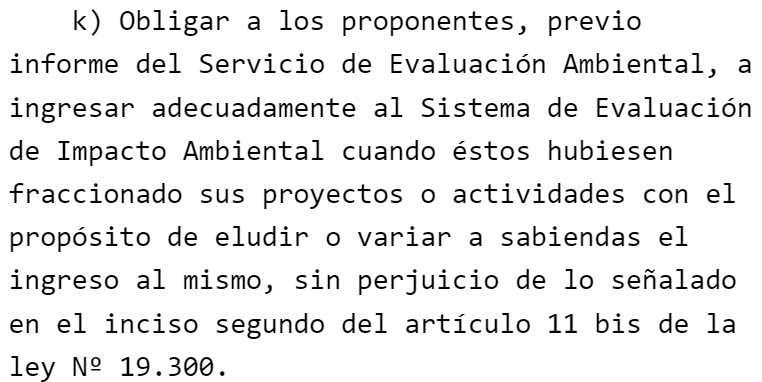 k) Obligar a los proponentes, previo
informe del Servicio de Evaluación Ambiental, a
ingresar adecuadamente al Sistema de Evaluación
de Impacto Ambiental cuando éstos hubiesen
fraccionado sus proyectos o actividades con el
propósito de eludir o variar a sabiendas el
ingreso al mismo, sin perjuicio de lo señalado
en el inciso segundo del artículo 11 bis de la
ley Nº 19.300.